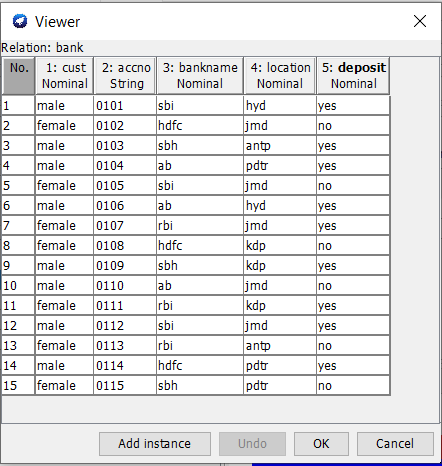 Viewer
Relation: bank
No. 1: cust 2: accno 3: bankname 4: location 5: deposit
Nominal String Nominal Nominal Nominal
1 male 0101 sbi hyd yes
2 female 0102 hdfc jmd no
3 male 0103 sbh antp yes
4 male 0104 ab pdtr yes
5 female 0105 sbi jmd no
6 male 0106 ab hyd yes
7 female 0107 rbi jmd yes
8 female 0108 hdfc kdp no
9 male 0109 sbh kdp yes
10 male 0110 ab jmd no
11 female 0111 rbi kdp yes
12 male 0112 sbi jmd yes
13 female 0113 rbi antp no
14 male 0114 hdfc pdtr yes
15 female 0115 sbh pdtr no
Add instance Undo OK Cancel